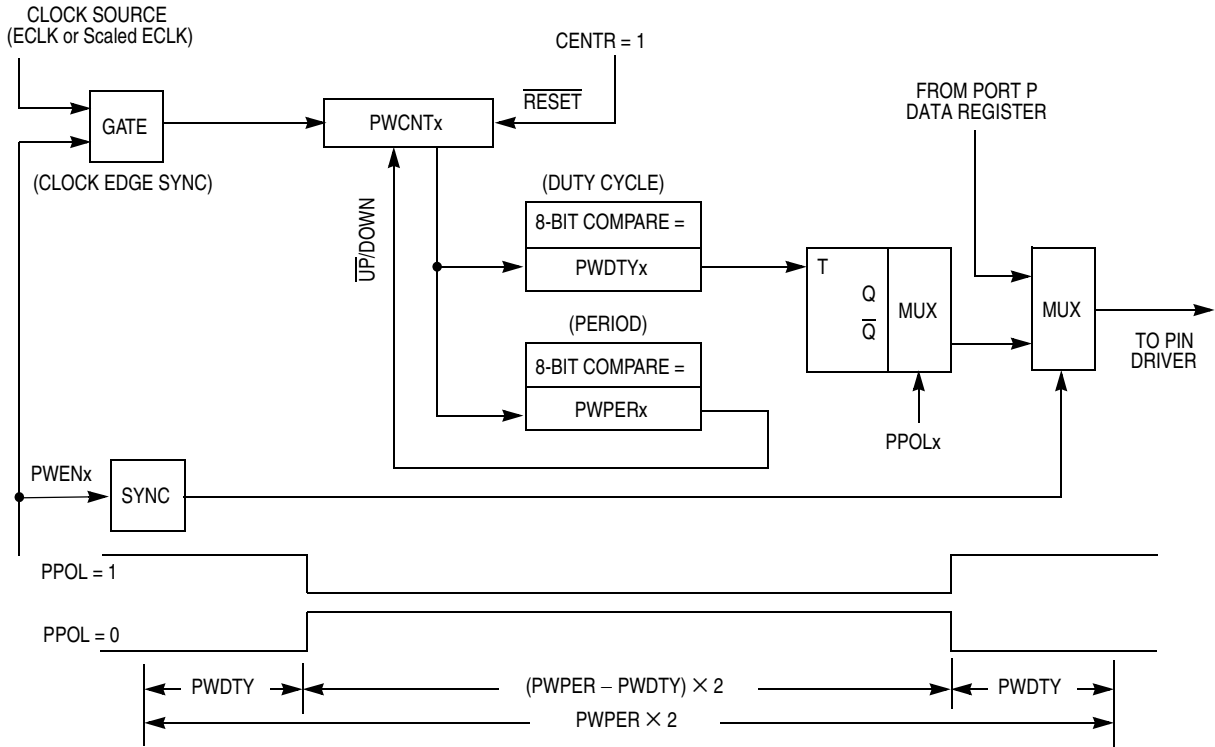 CLOCK SOURCE
(ECLK or Scaled ECLK)
CENTR = 1
RESET
FROM PORT P
DATA REGISTER
GATE
PWCNTx
(CLOCK EDGE SYNC)
UP/DOWN
(DUTY CYCLE)
8-BIT COMPARE =
PWDTYx
T
Q
Q
MUX
MUX
TO PIN
DRIVER
(PERIOD)
8-BIT COMPARE =
PWPERx
PPOLx
PWENx
SYNC
PPOL = 1
PPOL = 0
PWDTY
(PWPER – PWDTY) × 2
PWDTY
PWPER × 2